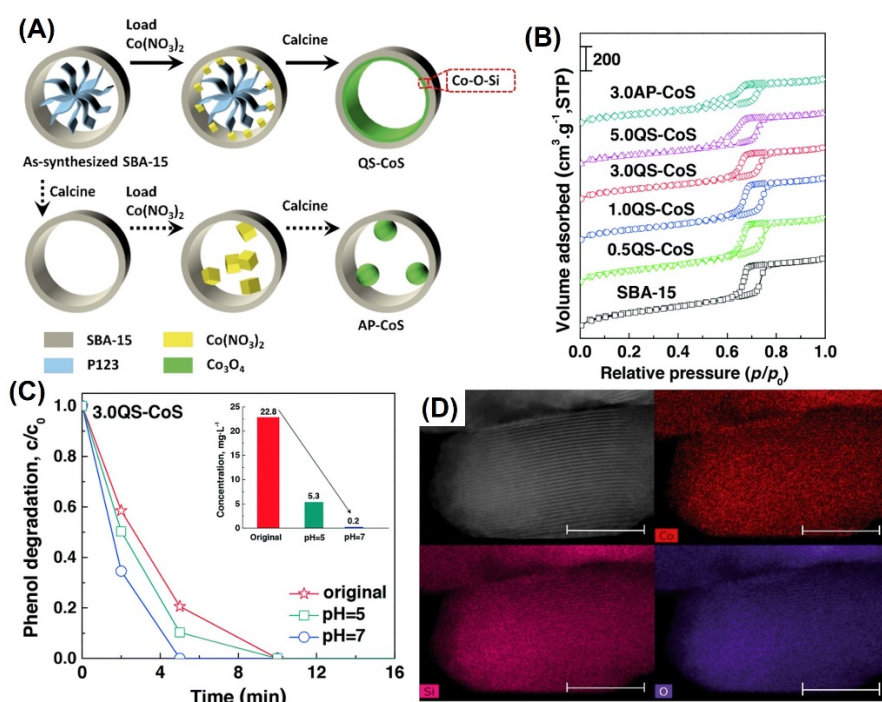 (A)
Load
Co(NO₃)₂
Calcine
Co-O-Si
As-synthesized SBA-15
QS-CoS
Calcine
Load
Co(NO₃)₂
Calcine
AP-CoS
SBA-15
Co(NO₃)₂
P123
Co₃O₄
(B)
200
3.0AP-CoS
5.0QS-CoS
3.0QS-CoS
1.0QS-CoS
0.5QS-CoS
SBA-15
Volume adsorbed (cm³·g⁻¹,STP)
0.0 0.2 0.4 0.6 0.8 1.0
Relative pressure (p/p₀)
(C)
3.0QS-CoS
Phenol degradation, c/c₀
1.0
0.8
0.6
0.4
0.2
0.0
0 4 8 12 16
Time (min)
Concentration, mg·L⁻¹
25
20
15
10
5
0
22.8
5.3
0.2
Original pH=5 pH=7
original
pH=5
pH=7
(D)
Co
Si
O